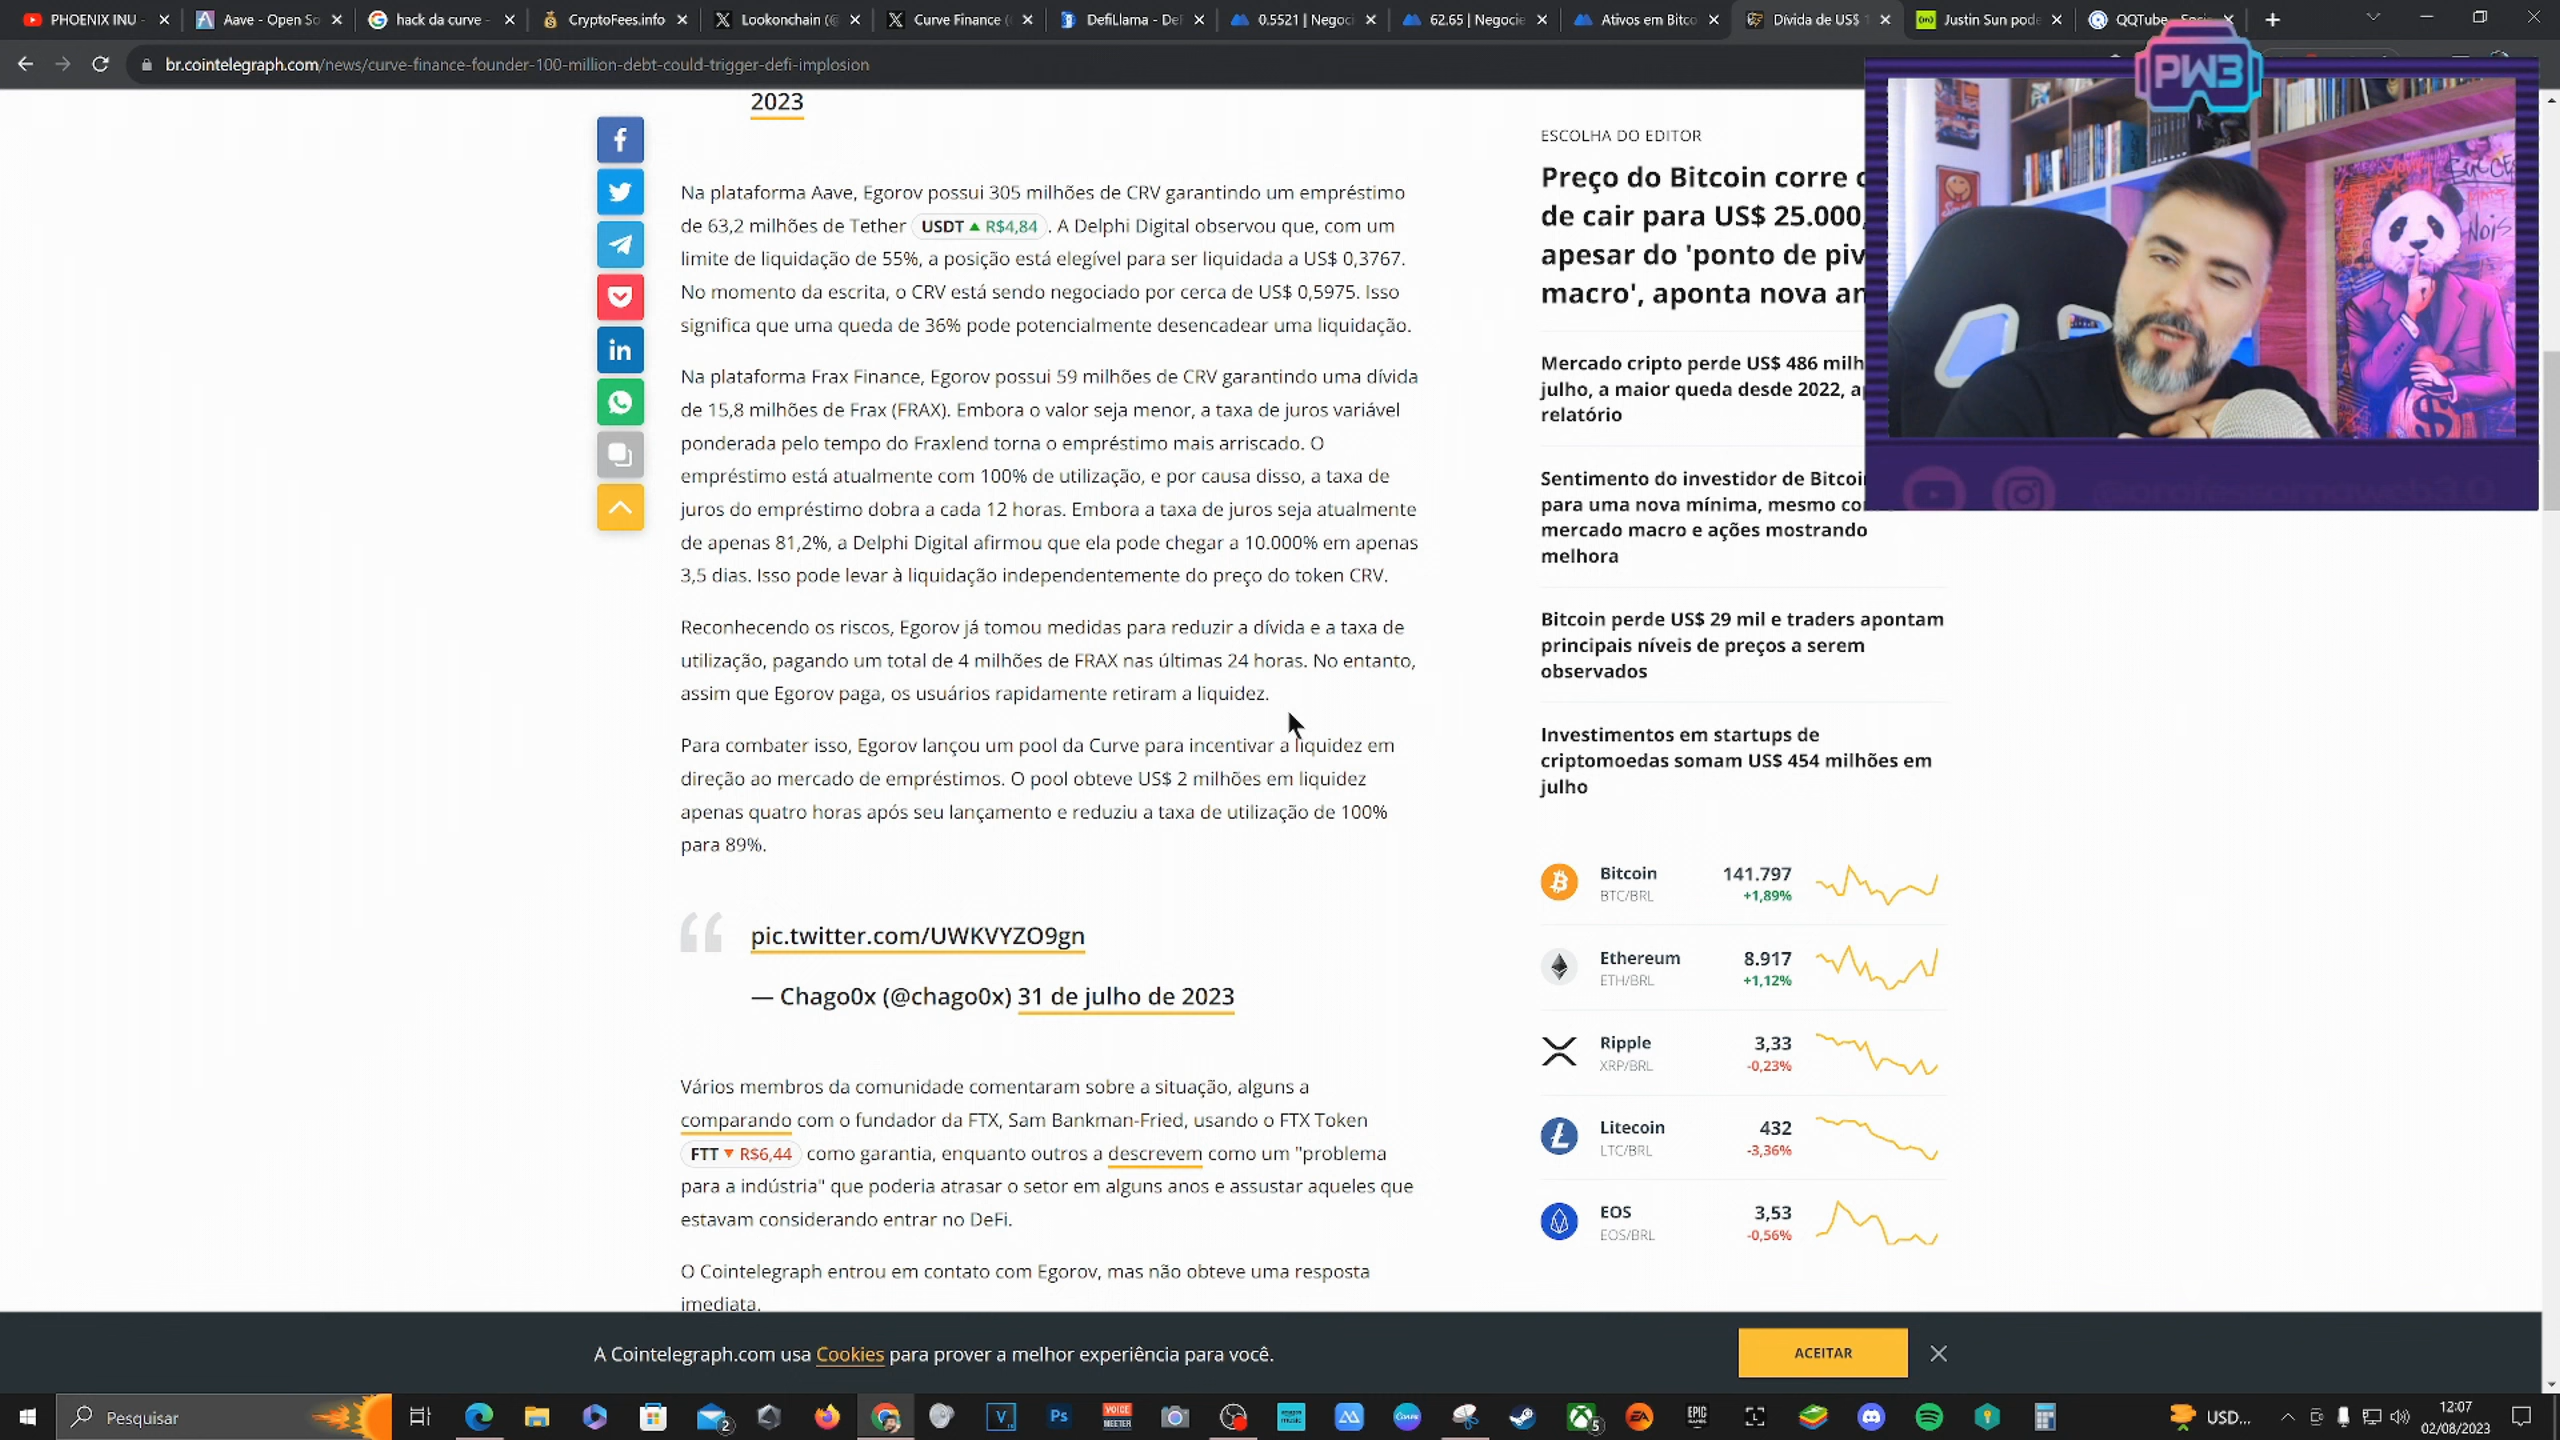 PHOENIX INU -
Aave - Open So
hack da curve -
CryptoFees.info
Lookonchain (@
Curve Finance (
DefiLlama - DeF
0.5521 | Negoci
62.65 | Negocie
Ativos em Bitco
Dívida de US$ 1
Justin Sun pode
QQTube - Soci
br.cointelegraph.com/news/curve-finance-founder-100-million-debt-could-trigger-defi-implosion
2023
Na plataforma Aave, Egorov possui 305 milhões de CRV garantindo um empréstimo
de 63,2 milhões de Tether USDT ▲ R$4,84 . A Delphi Digital observou que, com um
limite de liquidação de 55%, a posição está elegível para ser liquidada a US$ 0,3767.
No momento da escrita, o CRV está sendo negociado por cerca de US$ 0,5975. Isso
significa que uma queda de 36% pode potencialmente desencadear uma liquidação.
Na plataforma Frax Finance, Egorov possui 59 milhões de CRV garantindo uma dívida
de 15,8 milhões de Frax (FRAX). Embora o valor seja menor, a taxa de juros variável
ponderada pelo tempo do Fraxlend torna o empréstimo mais arriscado. O
empréstimo está atualmente com 100% de utilização, e por causa disso, a taxa de
juros do empréstimo dobra a cada 12 horas. Embora a taxa de juros seja atualmente
de apenas 81,2%, a Delphi Digital afirmou que ela pode chegar a 10.000% em apenas
3,5 dias. Isso pode levar à liquidação independentemente do preço do token CRV.
Reconhecendo os riscos, Egorov já tomou medidas para reduzir a dívida e a taxa de
utilização, pagando um total de 4 milhões de FRAX nas últimas 24 horas. No entanto,
assim que Egorov paga, os usuários rapidamente retiram a liquidez.
Para combater isso, Egorov lançou um pool da Curve para incentivar a liquidez em
direção ao mercado de empréstimos. O pool obteve US$ 2 milhões em liquidez
apenas quatro horas após seu lançamento e reduziu a taxa de utilização de 100%
para 89%.
pic.twitter.com/UWKVYZO9gn
— Chago0x (@chago0x) 31 de julho de 2023
Vários membros da comunidade comentaram sobre a situação, alguns a
comparando com o fundador da FTX, Sam Bankman-Fried, usando o FTX Token
FTT ▼ R$6,44 como garantia, enquanto outros a descrevem como um "problema
para a indústria" que poderia atrasar o setor em alguns anos e assustar aqueles que
estavam considerando entrar no DeFi.
O Cointelegraph entrou em contato com Egorov, mas não obteve uma resposta
imediata.
ESCOLHA DO EDITOR
Preço do Bitcoin corre
de cair para US$ 25.000,
apesar do 'ponto de piv
macro', aponta nova an
Mercado cripto perde US$ 486 milh
julho, a maior queda desde 2022, a
relatório
Sentimento do investidor de Bitcoin
para uma nova mínima, mesmo co
mercado macro e ações mostrando
melhora
Bitcoin perde US$ 29 mil e traders apontam
principais níveis de preços a serem
observados
Investimentos em startups de
criptomoedas somam US$ 454 milhões em
julho
Bitcoin 141.797
BTC/BRL +1,89%
Ethereum 8.917
ETH/BRL +1,12%
Ripple 3,33
XRP/BRL -0,23%
Litecoin 432
LTC/BRL -3,36%
EOS 3,53
EOS/BRL -0,56%
PW3
SUCCES
NOIS
A Cointelegraph.com usa Cookies para prover a melhor experiência para você.
ACEITAR
Pesquisar
USD...
12:07
02/08/2023